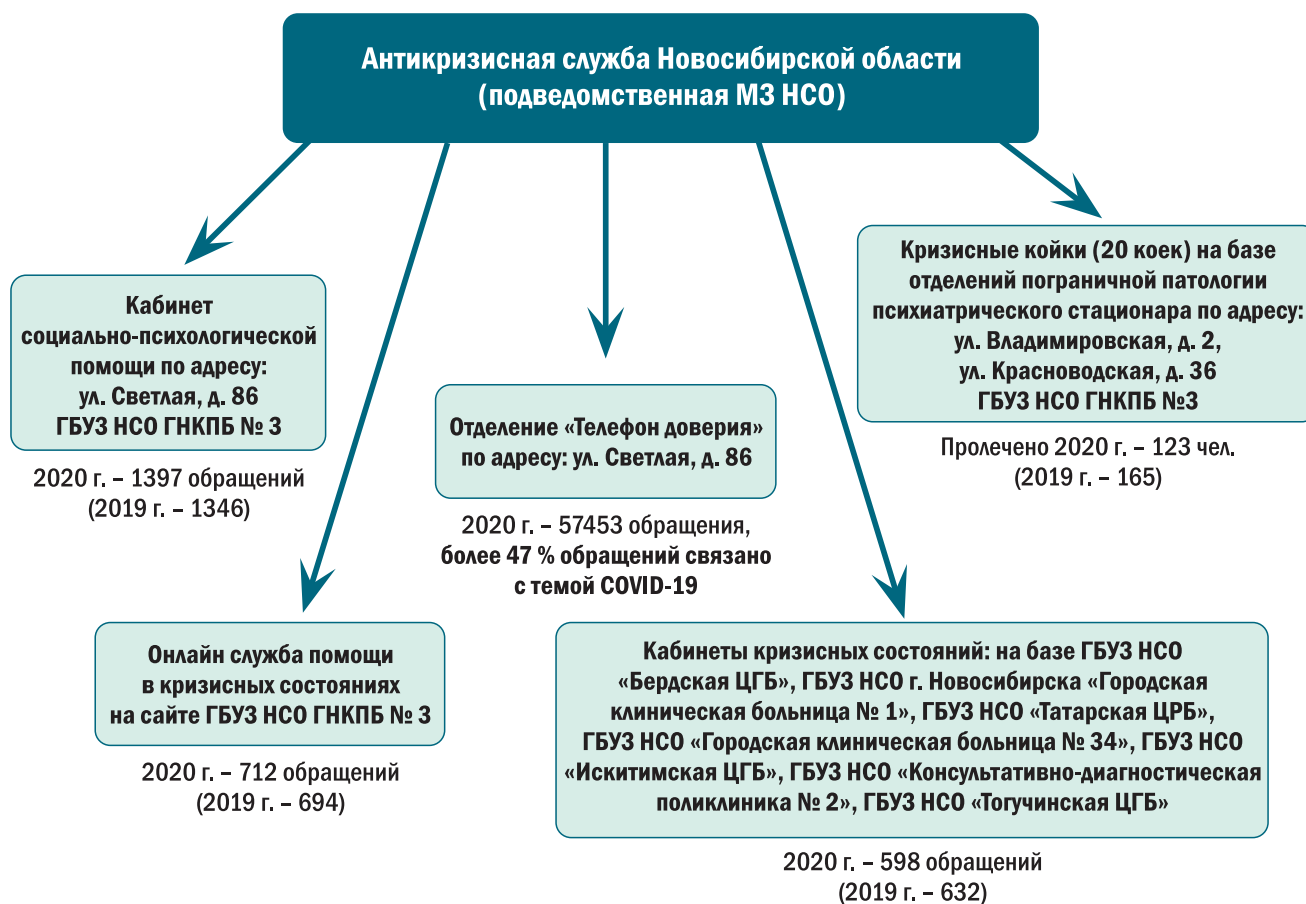 Антикризисная служба Новосибирской области
(подведомственная МЗ НСО)
Кабинет
социально-психологической
помощи по адресу:
ул. Светлая, д. 86
ГБУЗ НСО ГНКПБ № 3
2020 г. – 1397 обращений
(2019 г. – 1346)
Онлайн служба помощи
в кризисных состояниях
на сайте ГБУЗ НСО ГНКПБ № 3
2020 г. – 712 обращений
(2019 г. – 694)
Отделение «Телефон доверия»
по адресу: ул. Светлая, д. 86
2020 г. – 57453 обращения,
более 47 % обращений связано
с темой COVID-19
Кабинеты кризисных состояний: на базе ГБУЗ НСО
«Бердская ЦГБ», ГБУЗ НСО г. Новосибирска «Городская
клиническая больница № 1», ГБУЗ НСО «Татарская ЦРБ»,
ГБУЗ НСО «Городская клиническая больница № 34», ГБУЗ НСО
«Искитимская ЦГБ», ГБУЗ НСО «Консультативно-диагностическая
поликлиника № 2», ГБУЗ НСО «Тогучинская ЦГБ»
2020 г. – 598 обращений
(2019 г. – 632)
Кризисные койки (20 коек) на базе
отделений пограничной патологии
психиатрического стационара по адресу:
ул. Владимировская, д. 2,
ул. Красноводская, д. 36
ГБУЗ НСО ГНКПБ №3
Пролечено 2020 г. – 123 чел.
(2019 г. – 165)